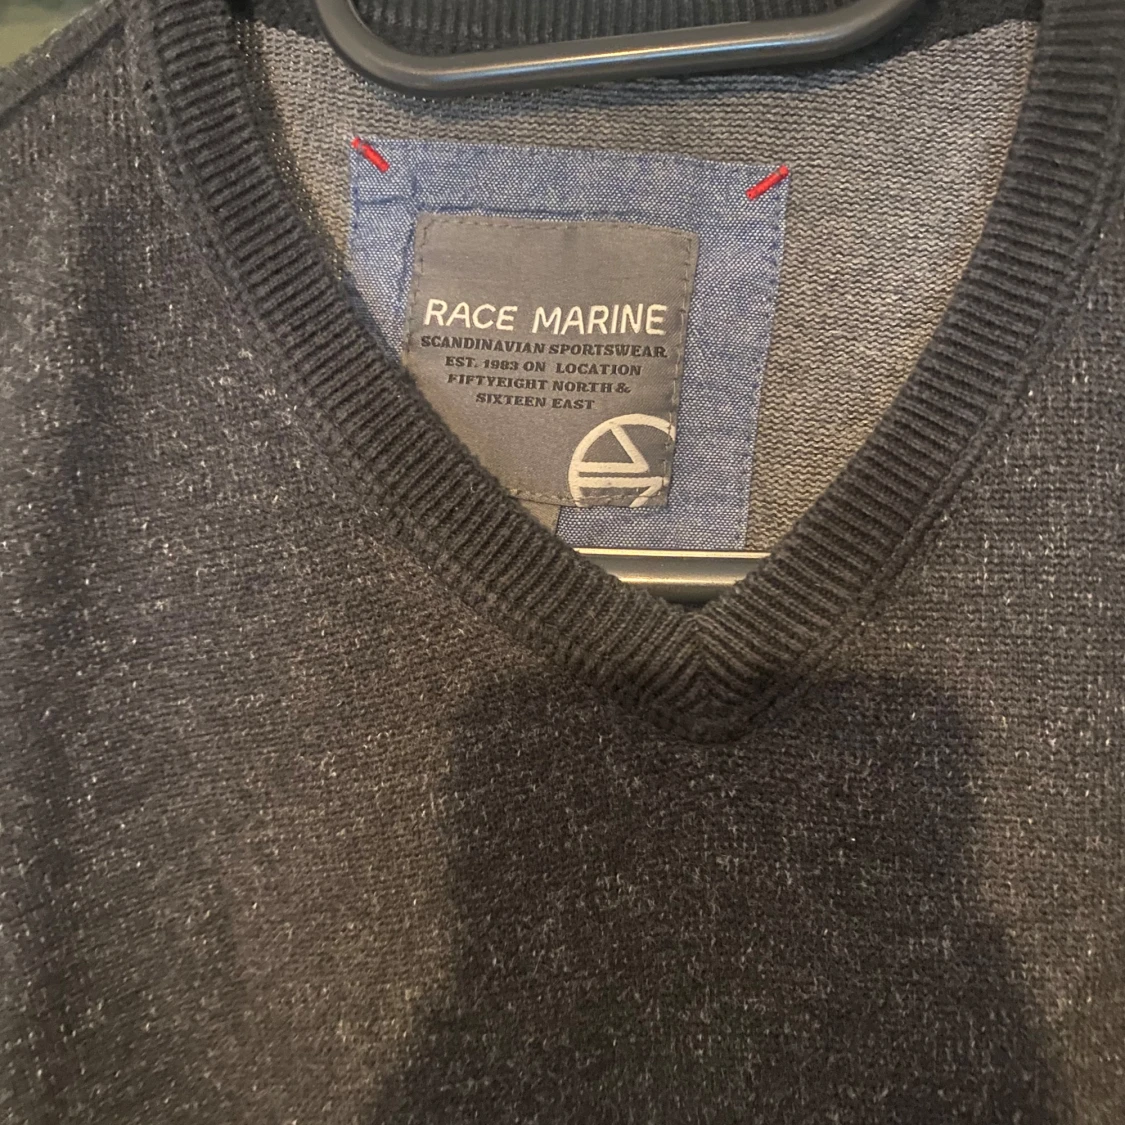 RACE MARINE
SCANDINAVIAN SPORTSWEAR
EST. 1983 ON LOCATION
FIFTYEIGHT NORTH &
SIXTEEN EAST